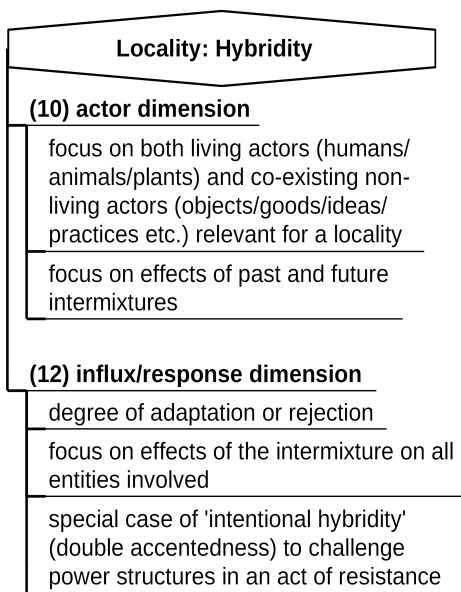 Locality: Hybridity
(10) actor dimension
focus on both living actors (humans/
animals/plants) and co-existing non-
living actors (objects/goods/ideas/
practices etc.) relevant for a locality
focus on effects of past and future
intermixtures
(12) influx/response dimension
degree of adaptation or rejection
focus on effects of the intermixture on all
entities involved
special case of 'intentional hybridity'
(double accentedness) to challenge
power structures in an act of resistance